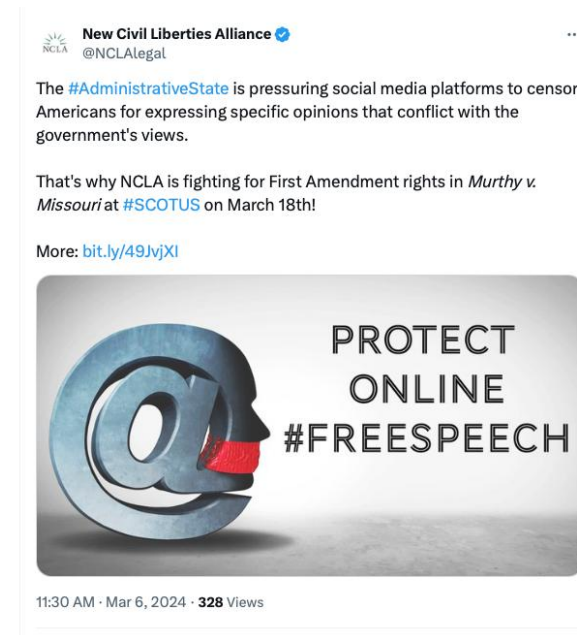 New Civil Liberties Alliance
NCLA
@NCLAlegal
The #AdministrativeState is pressuring social media platforms to censor
Americans for expressing specific opinions that conflict with the
government's views.
That's why NCLA is fighting for First Amendment rights in Murthy v.
Missouri at #SCOTUS on March 18th!
More: bit.ly/49JvjXI
PROTECT
ONLINE
#FREESPEECH
@
11:30 AM · Mar 6, 2024 · 328 Views